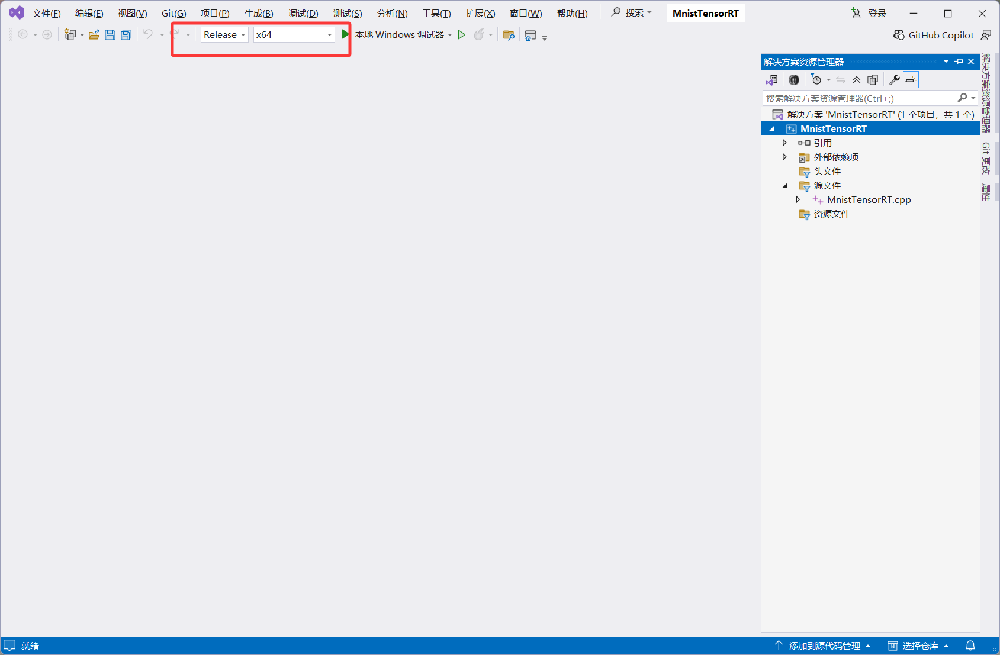 文件(F) 编辑(E) 视图(V) Git(G) 项目(P) 生成(B) 调试(D) 测试(S) 分析(N) 工具(T) 扩展(X) 窗口(W) 帮助(H) 搜索 MnistTensorRT 登录
Release x64 本地 Windows 调试器 GitHub Copilot
解决方案资源管理器
搜索解决方案资源管理器(Ctrl+;)
解决方案 'MnistTensorRT' (1 个项目，共 1 个)
MnistTensorRT
引用
外部依赖项
头文件
源文件
MnistTensorRT.cpp
资源文件
解决方案资源管理器
Git 更改
属性
就绪 添加到源代码管理 选择仓库